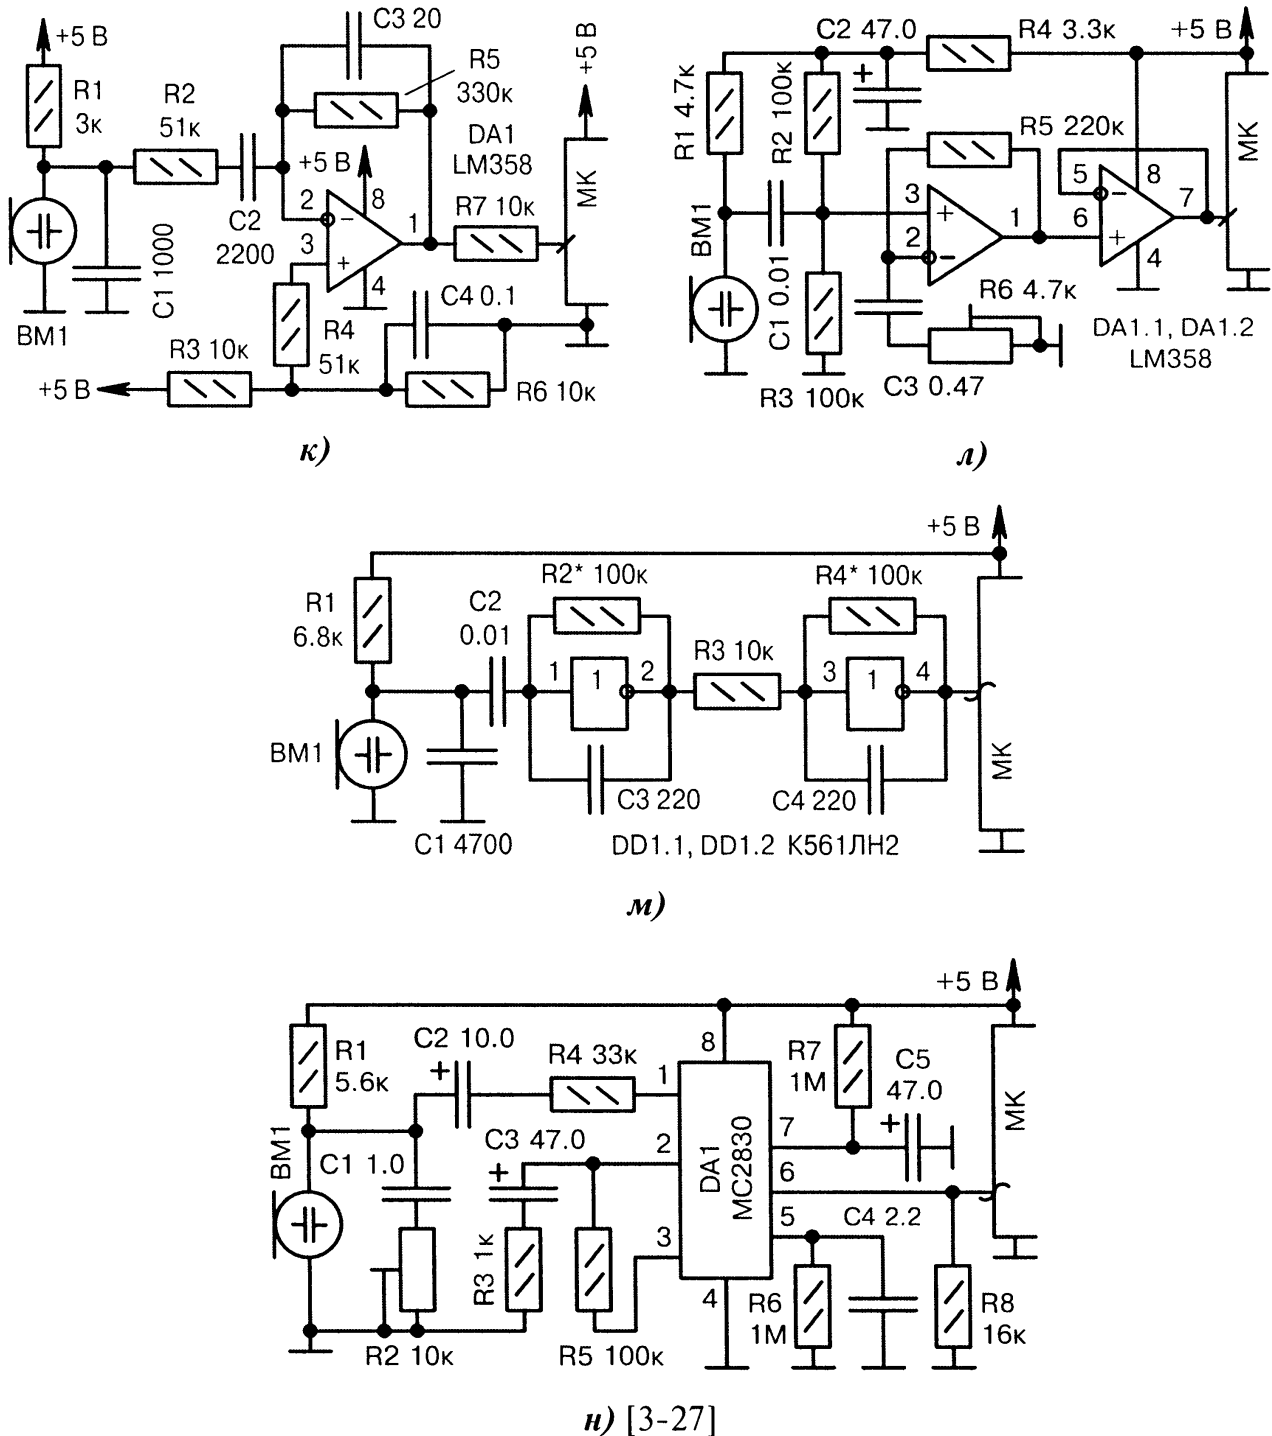 +5 В
R1
3к
R2
51к
C3 20
R5
330к
DA1
LM358
+5 В
C2
2200
2
3
8
1
4
R7 10к
МК
+5 В
BM1
C1 1000
R4
51к
C4 0.1
R3 10к
+5 В
R6 10к
к)
C2 47.0
R4 3.3к
+5 В
+
R1 4.7к
R2 100к
R5 220к
МК
BM1
C1 0.01
3
2
1
5
6
8
7
4
R6 4.7к
C3 0.47
R3 100к
DA1.1, DA1.2
LM358
л)
+5 В
R1
6.8к
C2
0.01
R2* 100к
R4* 100к
1
1
2
R3 10к
3
1
4
BM1
C3 220
C4 220
МК
C1 4700
DD1.1, DD1.2 К561ЛН2
м)
+5 В
R1
5.6к
C2 10.0
+
R4 33к
8
R7
1М
C5
47.0
+
МК
BM1
C1 1.0
C3 47.0
+
1
2
3
4
DA1
MC2830
7
6
5
C4 2.2
R3 1к
R2 10к
R5 100к
R6
1М
R8
16к
н) [3-27]